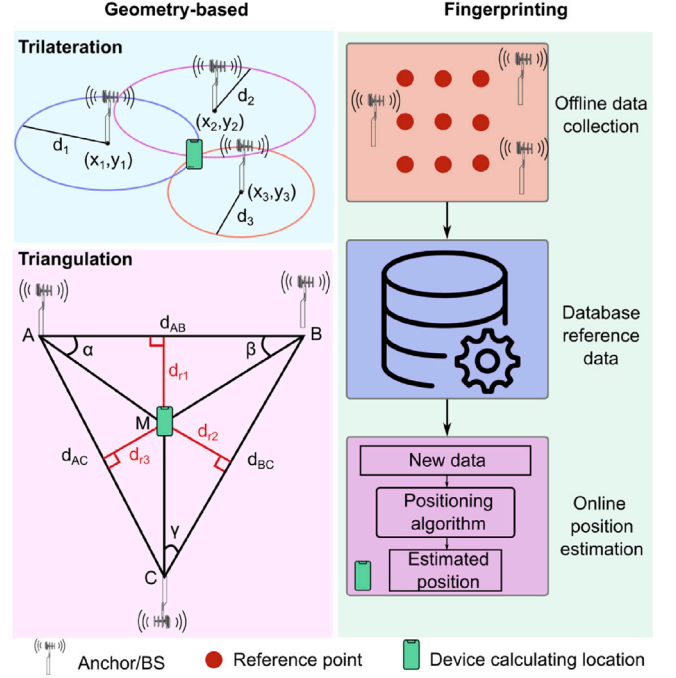 Geometry-based
Trilateration
d2
(x2,y2)
d1
(x1,y1)
(x3,y3)
d3
Triangulation
dAB
A
B
α
β
dr1
M
dr2
dr3
dAC
dBC
γ
C
Fingerprinting
Offline data
collection
Database
reference
data
New data
Positioning
algorithm
Estimated
position
Online
position
estimation
Anchor/BS
Reference point
Device calculating location